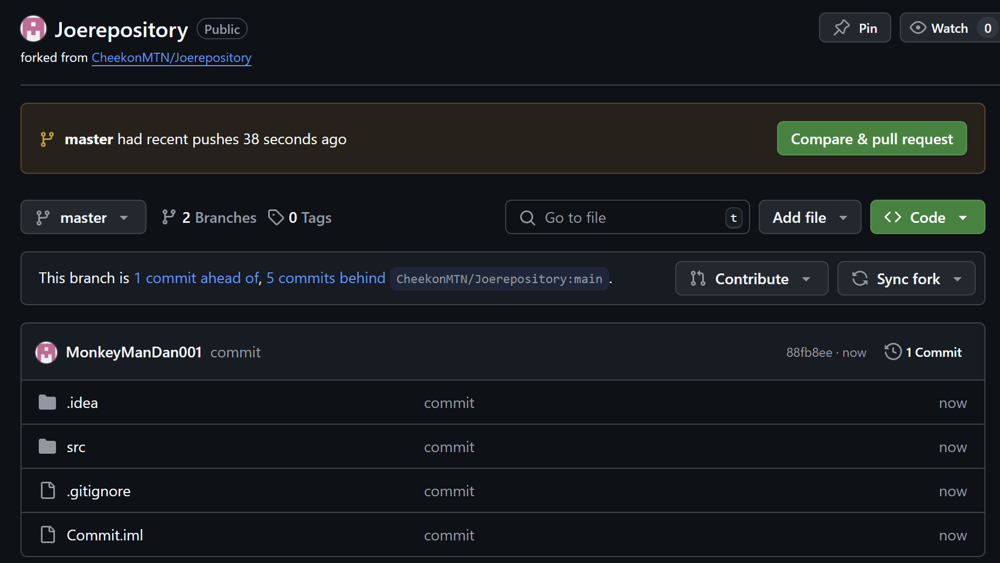 Joerepository Public
Pin
Watch 0
forked from CheekonMTN/Joerepository
master had recent pushes 38 seconds ago
Compare & pull request
master
2 Branches
0 Tags
Go to file
t
Add file
Code
This branch is 1 commit ahead of, 5 commits behind CheekonMTN/Joerepository:main .
Contribute
Sync fork
MonkeyManDan001 commit
88fb8ee · now
1 Commit
.idea commit now
src commit now
.gitignore commit now
Commit.iml commit now